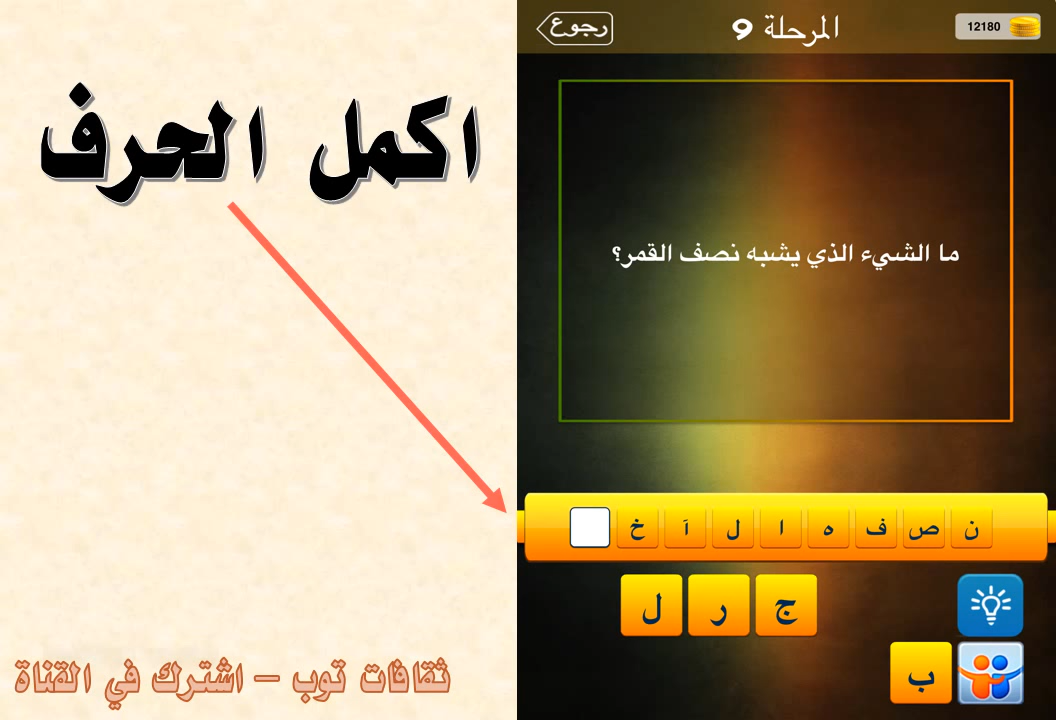 اكمل الحرف
ثقافات توب – اشترك في القناة
رجوع
المرحلة 9
12180
ما الشيء الذي يشبه نصف القمر؟
ن ص ف ه ا ل آ خ
ج ر ل
ب